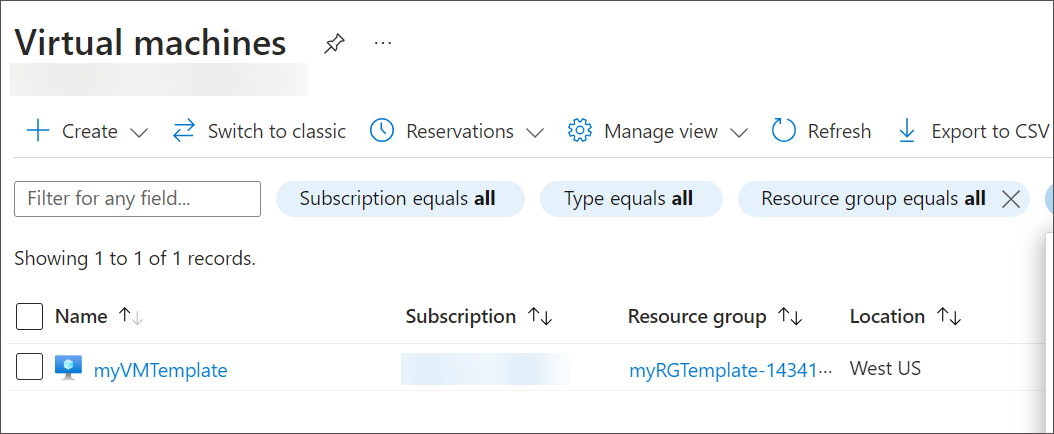 Virtual machines ...
Create Switch to classic Reservations Manage view Refresh Export to CSV
Filter for any field... Subscription equals all Type equals all Resource group equals all
Showing 1 to 1 of 1 records.
Name Subscription Resource group Location
myVMTemplate myRGTemplate-14341... West US